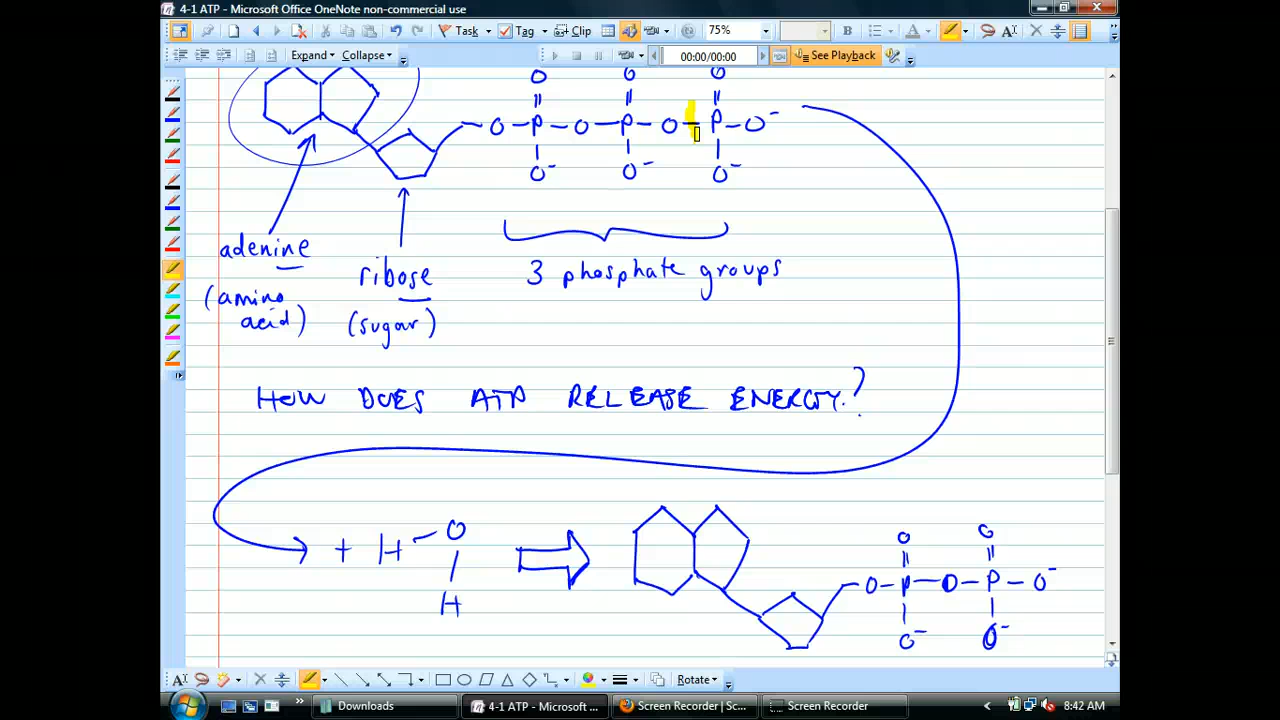 4-1 ATP - Microsoft Office OneNote non-commercial use
Task Tag Clip 75% B
Expand Collapse 00:00/00:00 See Playback
O O O
O P O P O P O⁻
O⁻ O⁻ O⁻
adenine
(amino
acid)
ribose
(sugar)
3 phosphate groups
HOW DOES ATP RELEASE ENERGY?
+ H O
H
O O
O P O P O⁻
O⁻ O⁻
Rotate
Downloads 4-1 ATP - Microsoft ... Screen Recorder | Sc... Screen Recorder 8:42 AM